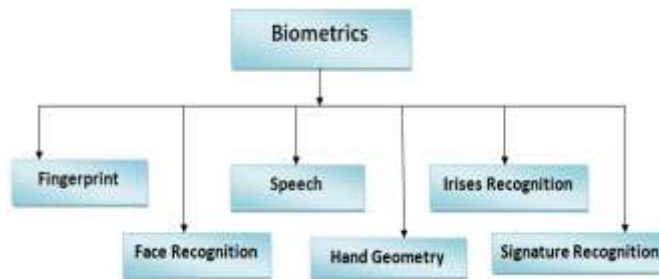 Biometrics
Fingerprint
Speech
Irises Recognition
Face Recognition
Hand Geometry
Signature Recognition